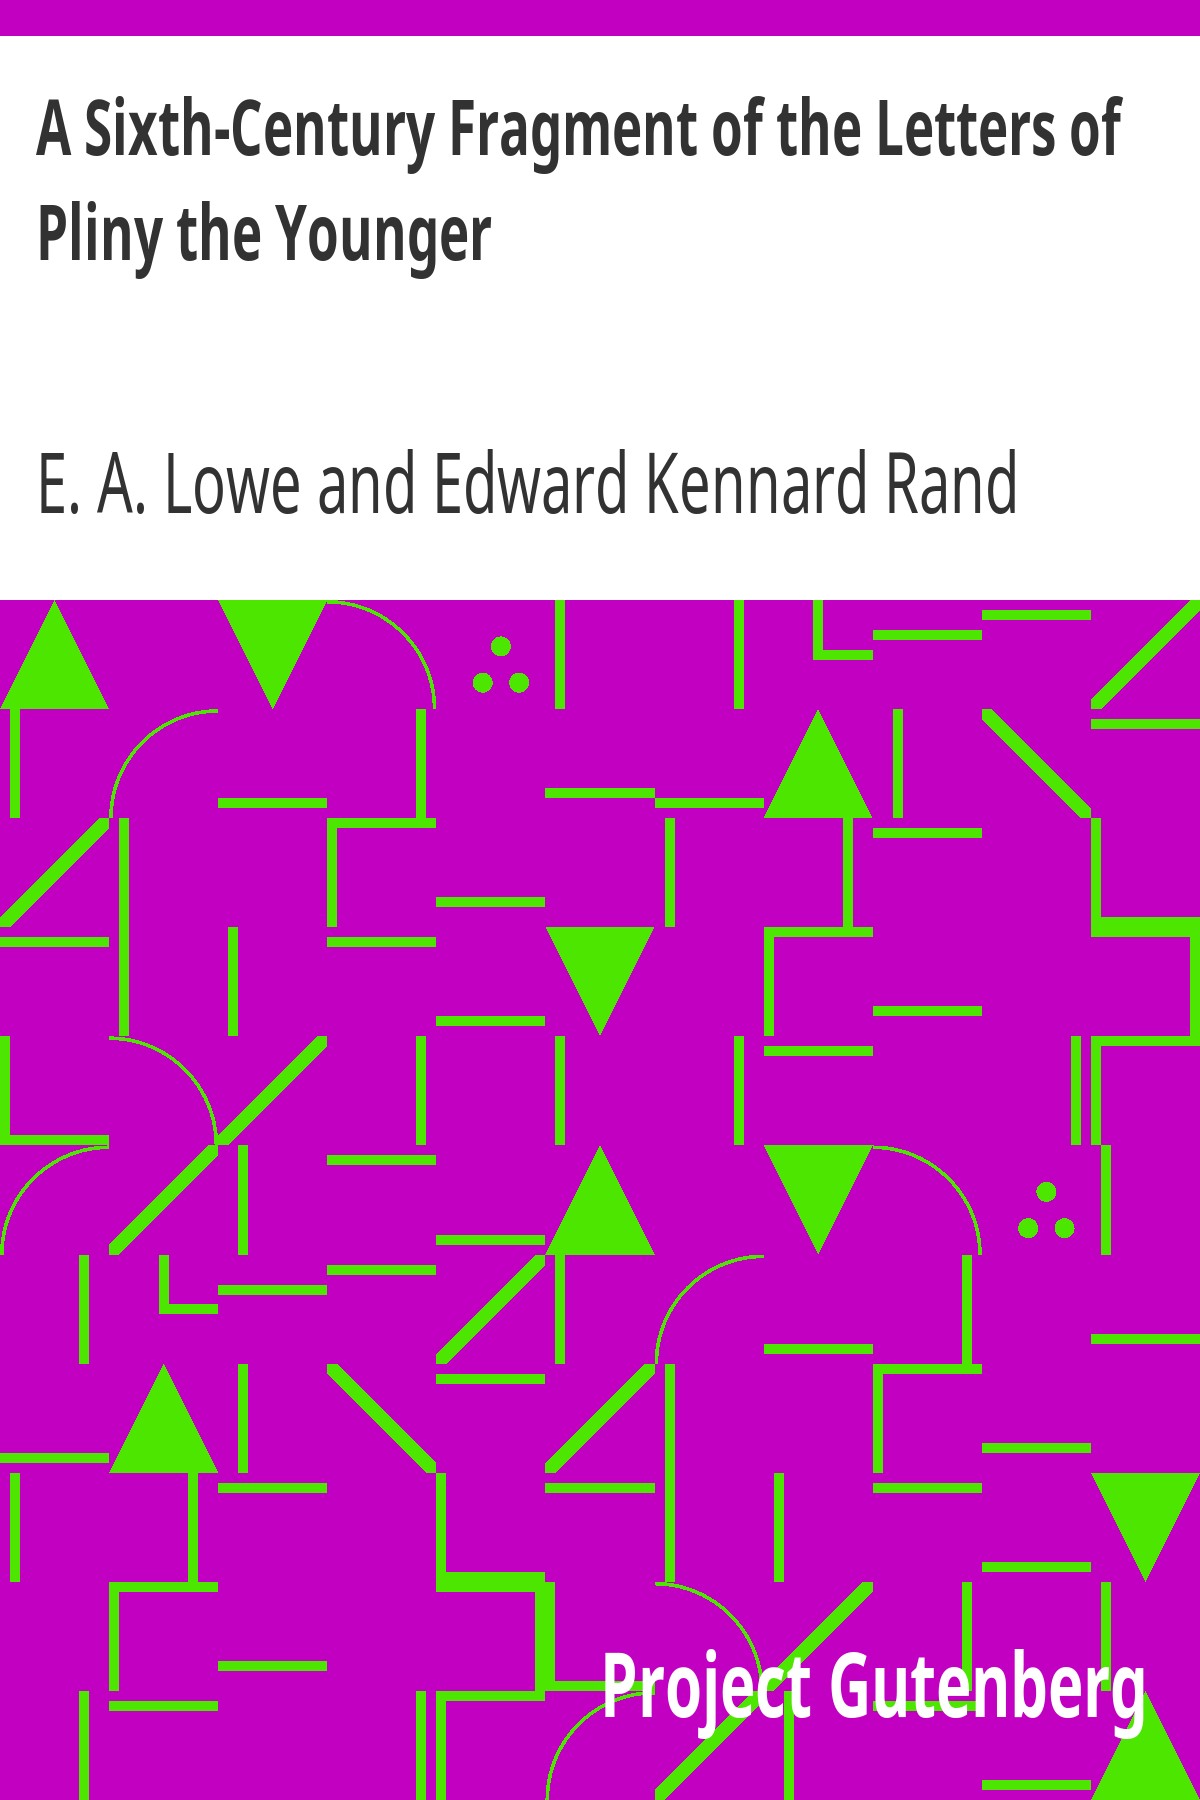 A Sixth-Century Fragment of the Letters of
Pliny the Younger
E. A. Lowe and Edward Kennard Rand
Project Gutenberg